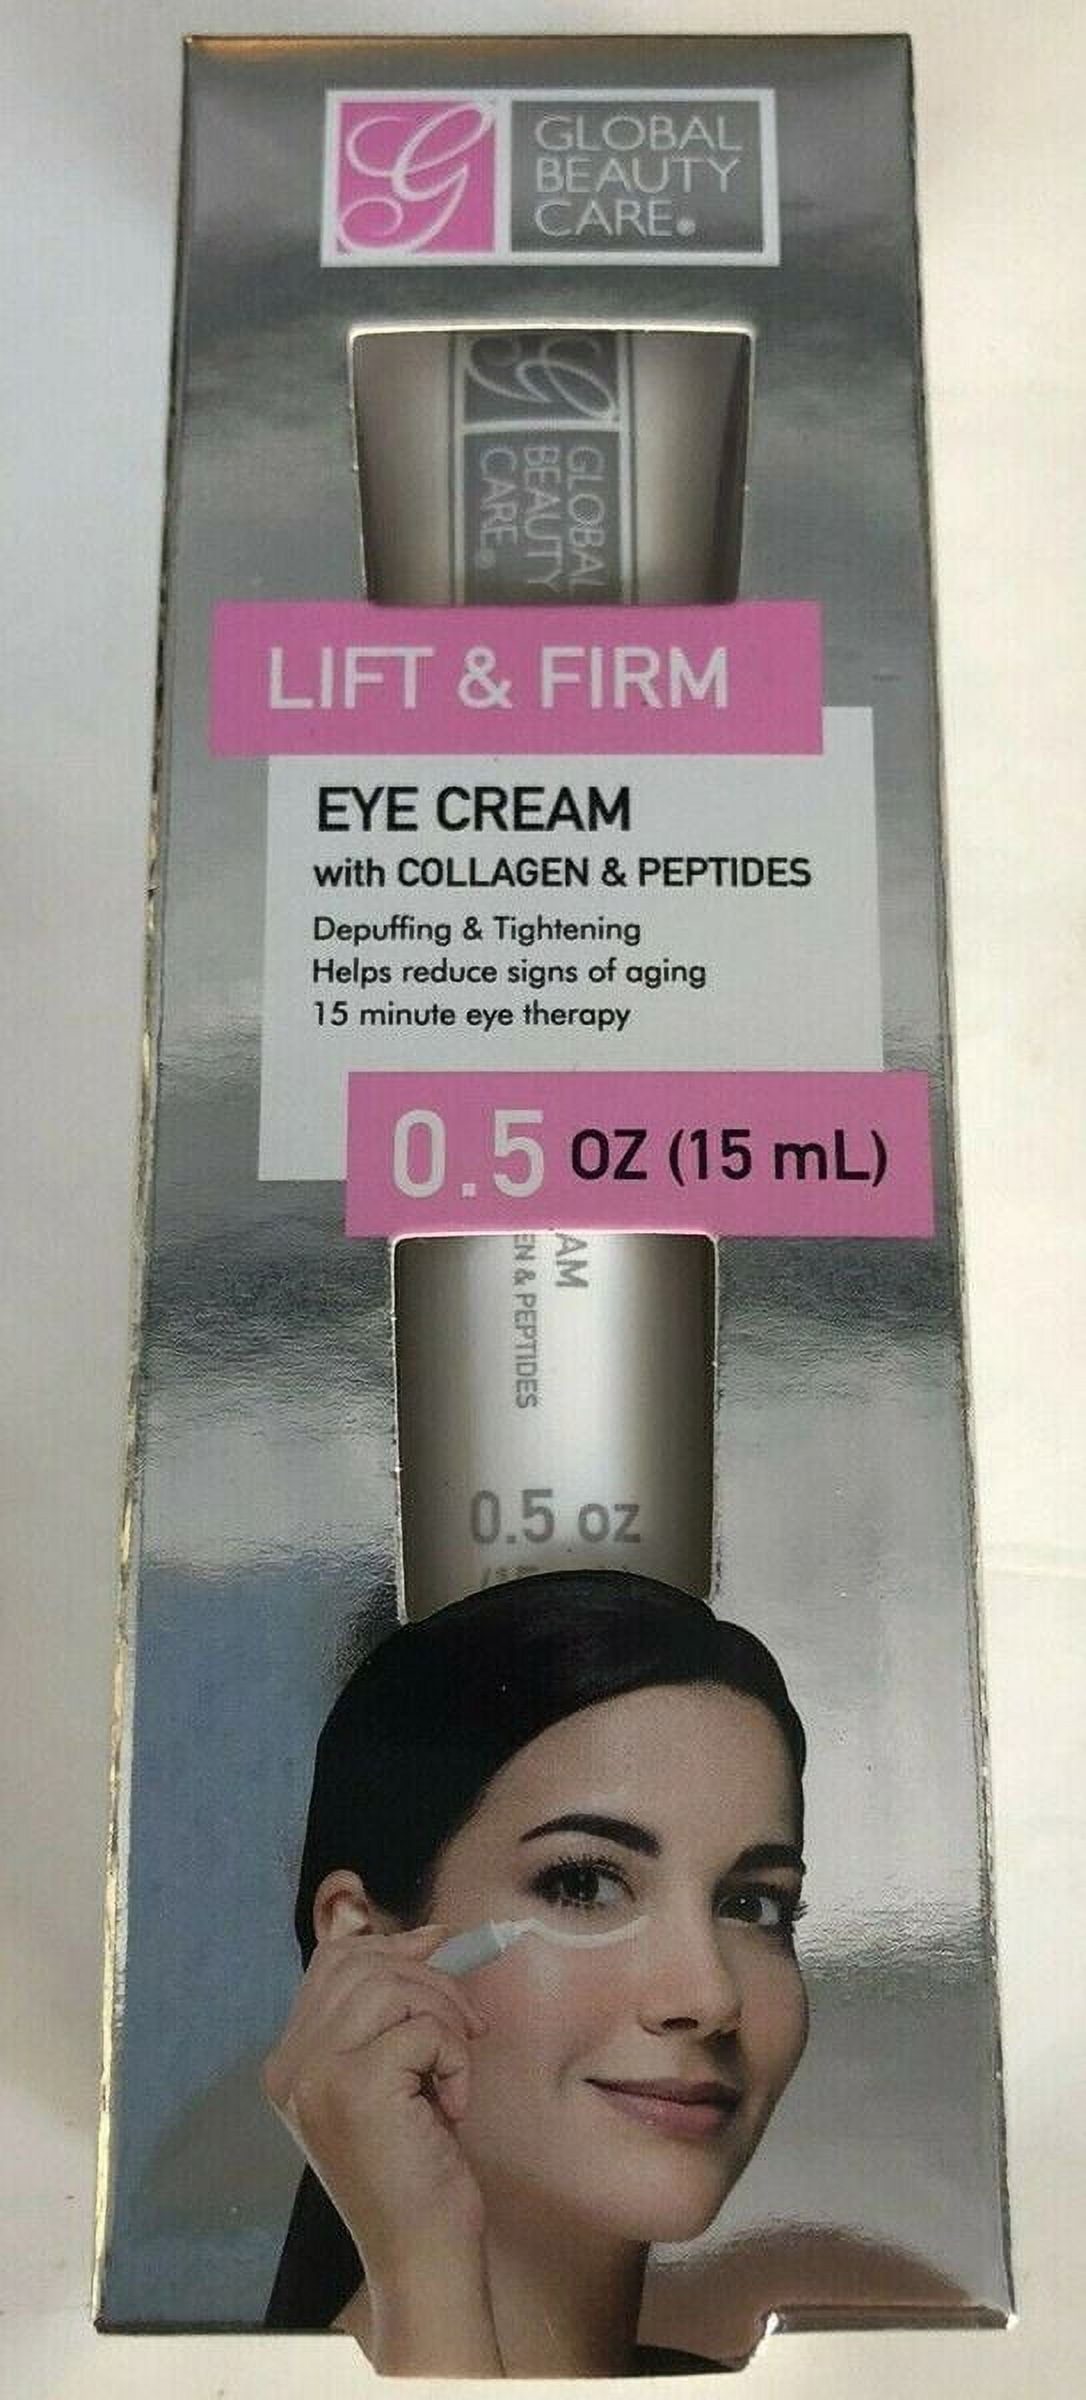 G
GLOBAL
BEAUTY
CARE®
G
GLOBAL
BEAUTY
CARE®
LIFT & FIRM
EYE CREAM
with COLLAGEN & PEPTIDES
Depuffing & Tightening
Helps reduce signs of aging
15 minute eye therapy
0.5 OZ (15 mL)
AM
EN & PEPTIDES
0.5 oz